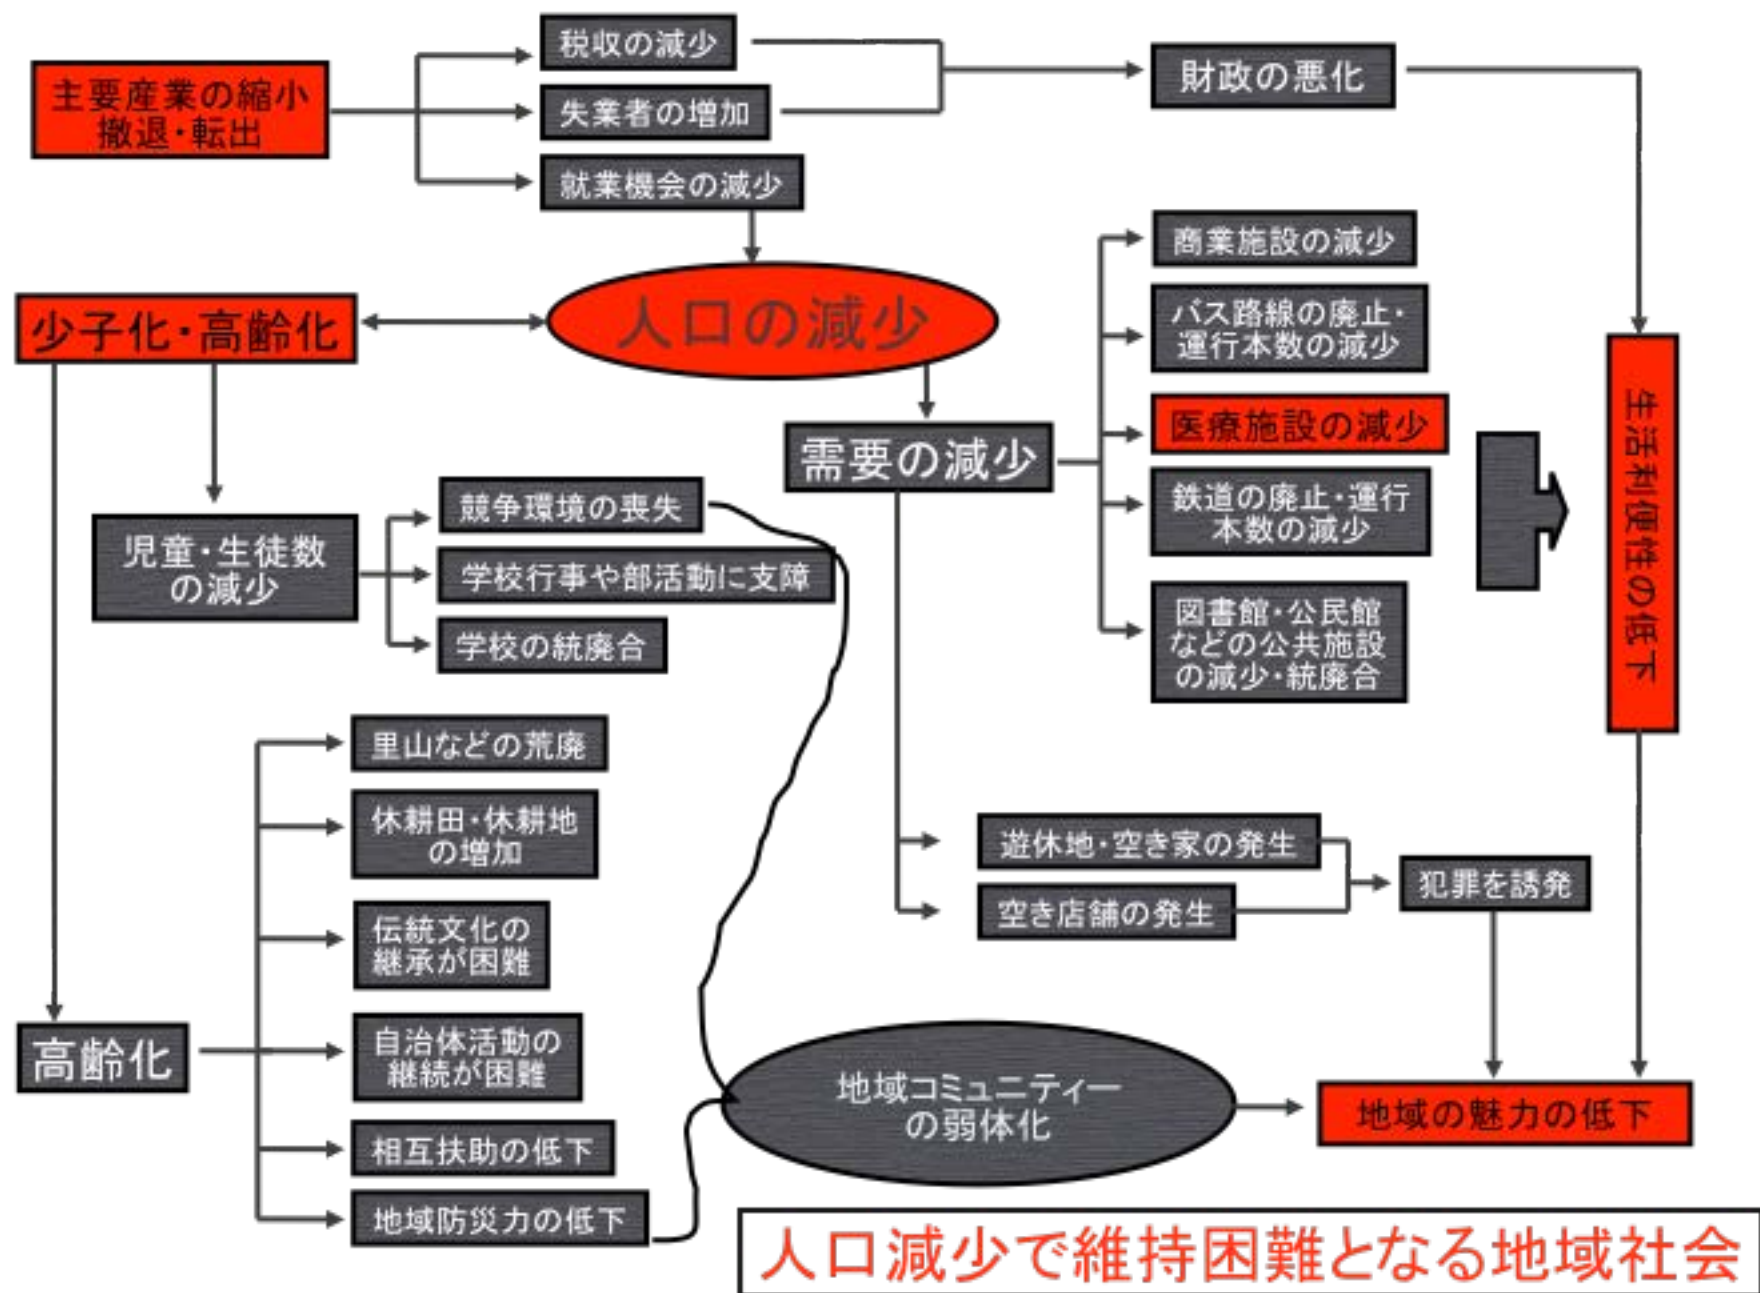 税収の減少
主要産業の縮小
撤退・転出
失業者の増加
財政の悪化
就業機会の減少
商業施設の減少
少子化・高齢化
人口の減少
バス路線の廃止・
運行本数の減少
医療施設の減少
需要の減少
生活利便性の低下
鉄道の廃止・運行
本数の減少
競争環境の喪失
児童・生徒数
の減少
学校行事や部活動に支障
学校の統廃合
図書館・公民館
などの公共施設
の減少・統廃合
里山などの荒廃
休耕田・休耕地
の増加
遊休地・空き家の発生
犯罪を誘発
空き店舗の発生
伝統文化の
継承が困難
高齢化
自治体活動の
継続が困難
相互扶助の低下
地域防災力の低下
地域コミュニティー
の弱体化
地域の魅力の低下
人口減少で維持困難となる地域社会